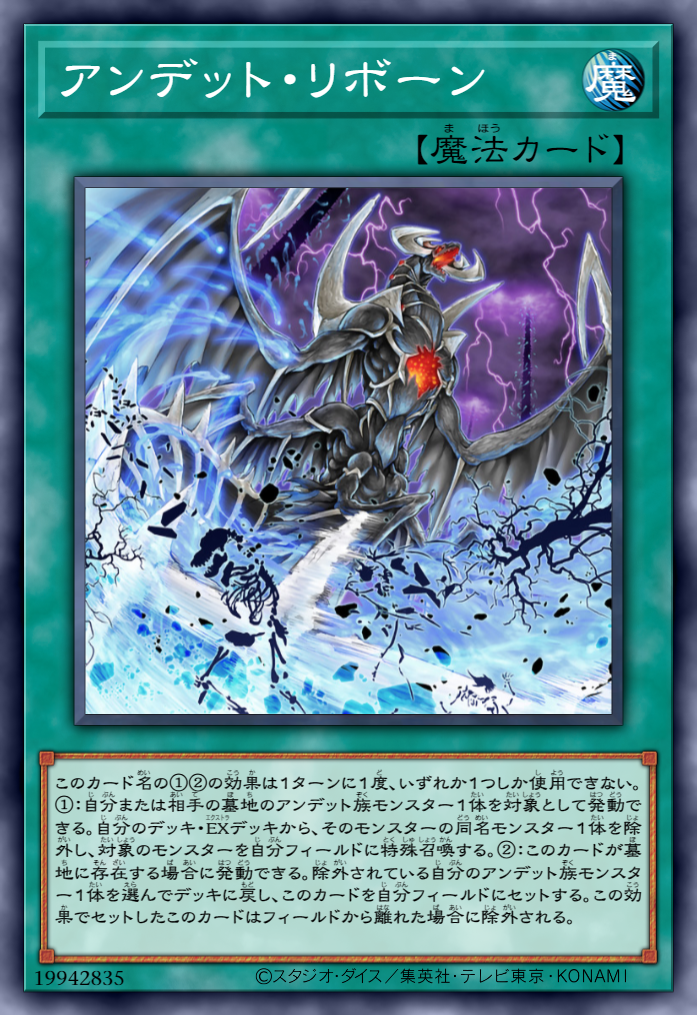 アンデット・リボーン
魔
【魔法カード】
このカード名の①②の効果は1ターンに1度、いずれか1つしか使用できない。
①：自分または相手の墓地のアンデット族モンスター1体を対象として発動で
きる。自分のデッキ・EXデッキから、そのモンスターの同名モンスター1体を除
外し、対象のモンスターを自分フィールドに特殊召喚する。②：このカードが墓
地に存在する場合に発動できる。除外されている自分のアンデット族モンスタ
ー1体を選んでデッキに戻し、このカードを自分フィールドにセットする。この効
果でセットしたこのカードはフィールドから離れた場合に除外される。
19942835
©スタジオ・ダイス／集英社・テレビ東京・KONAMI